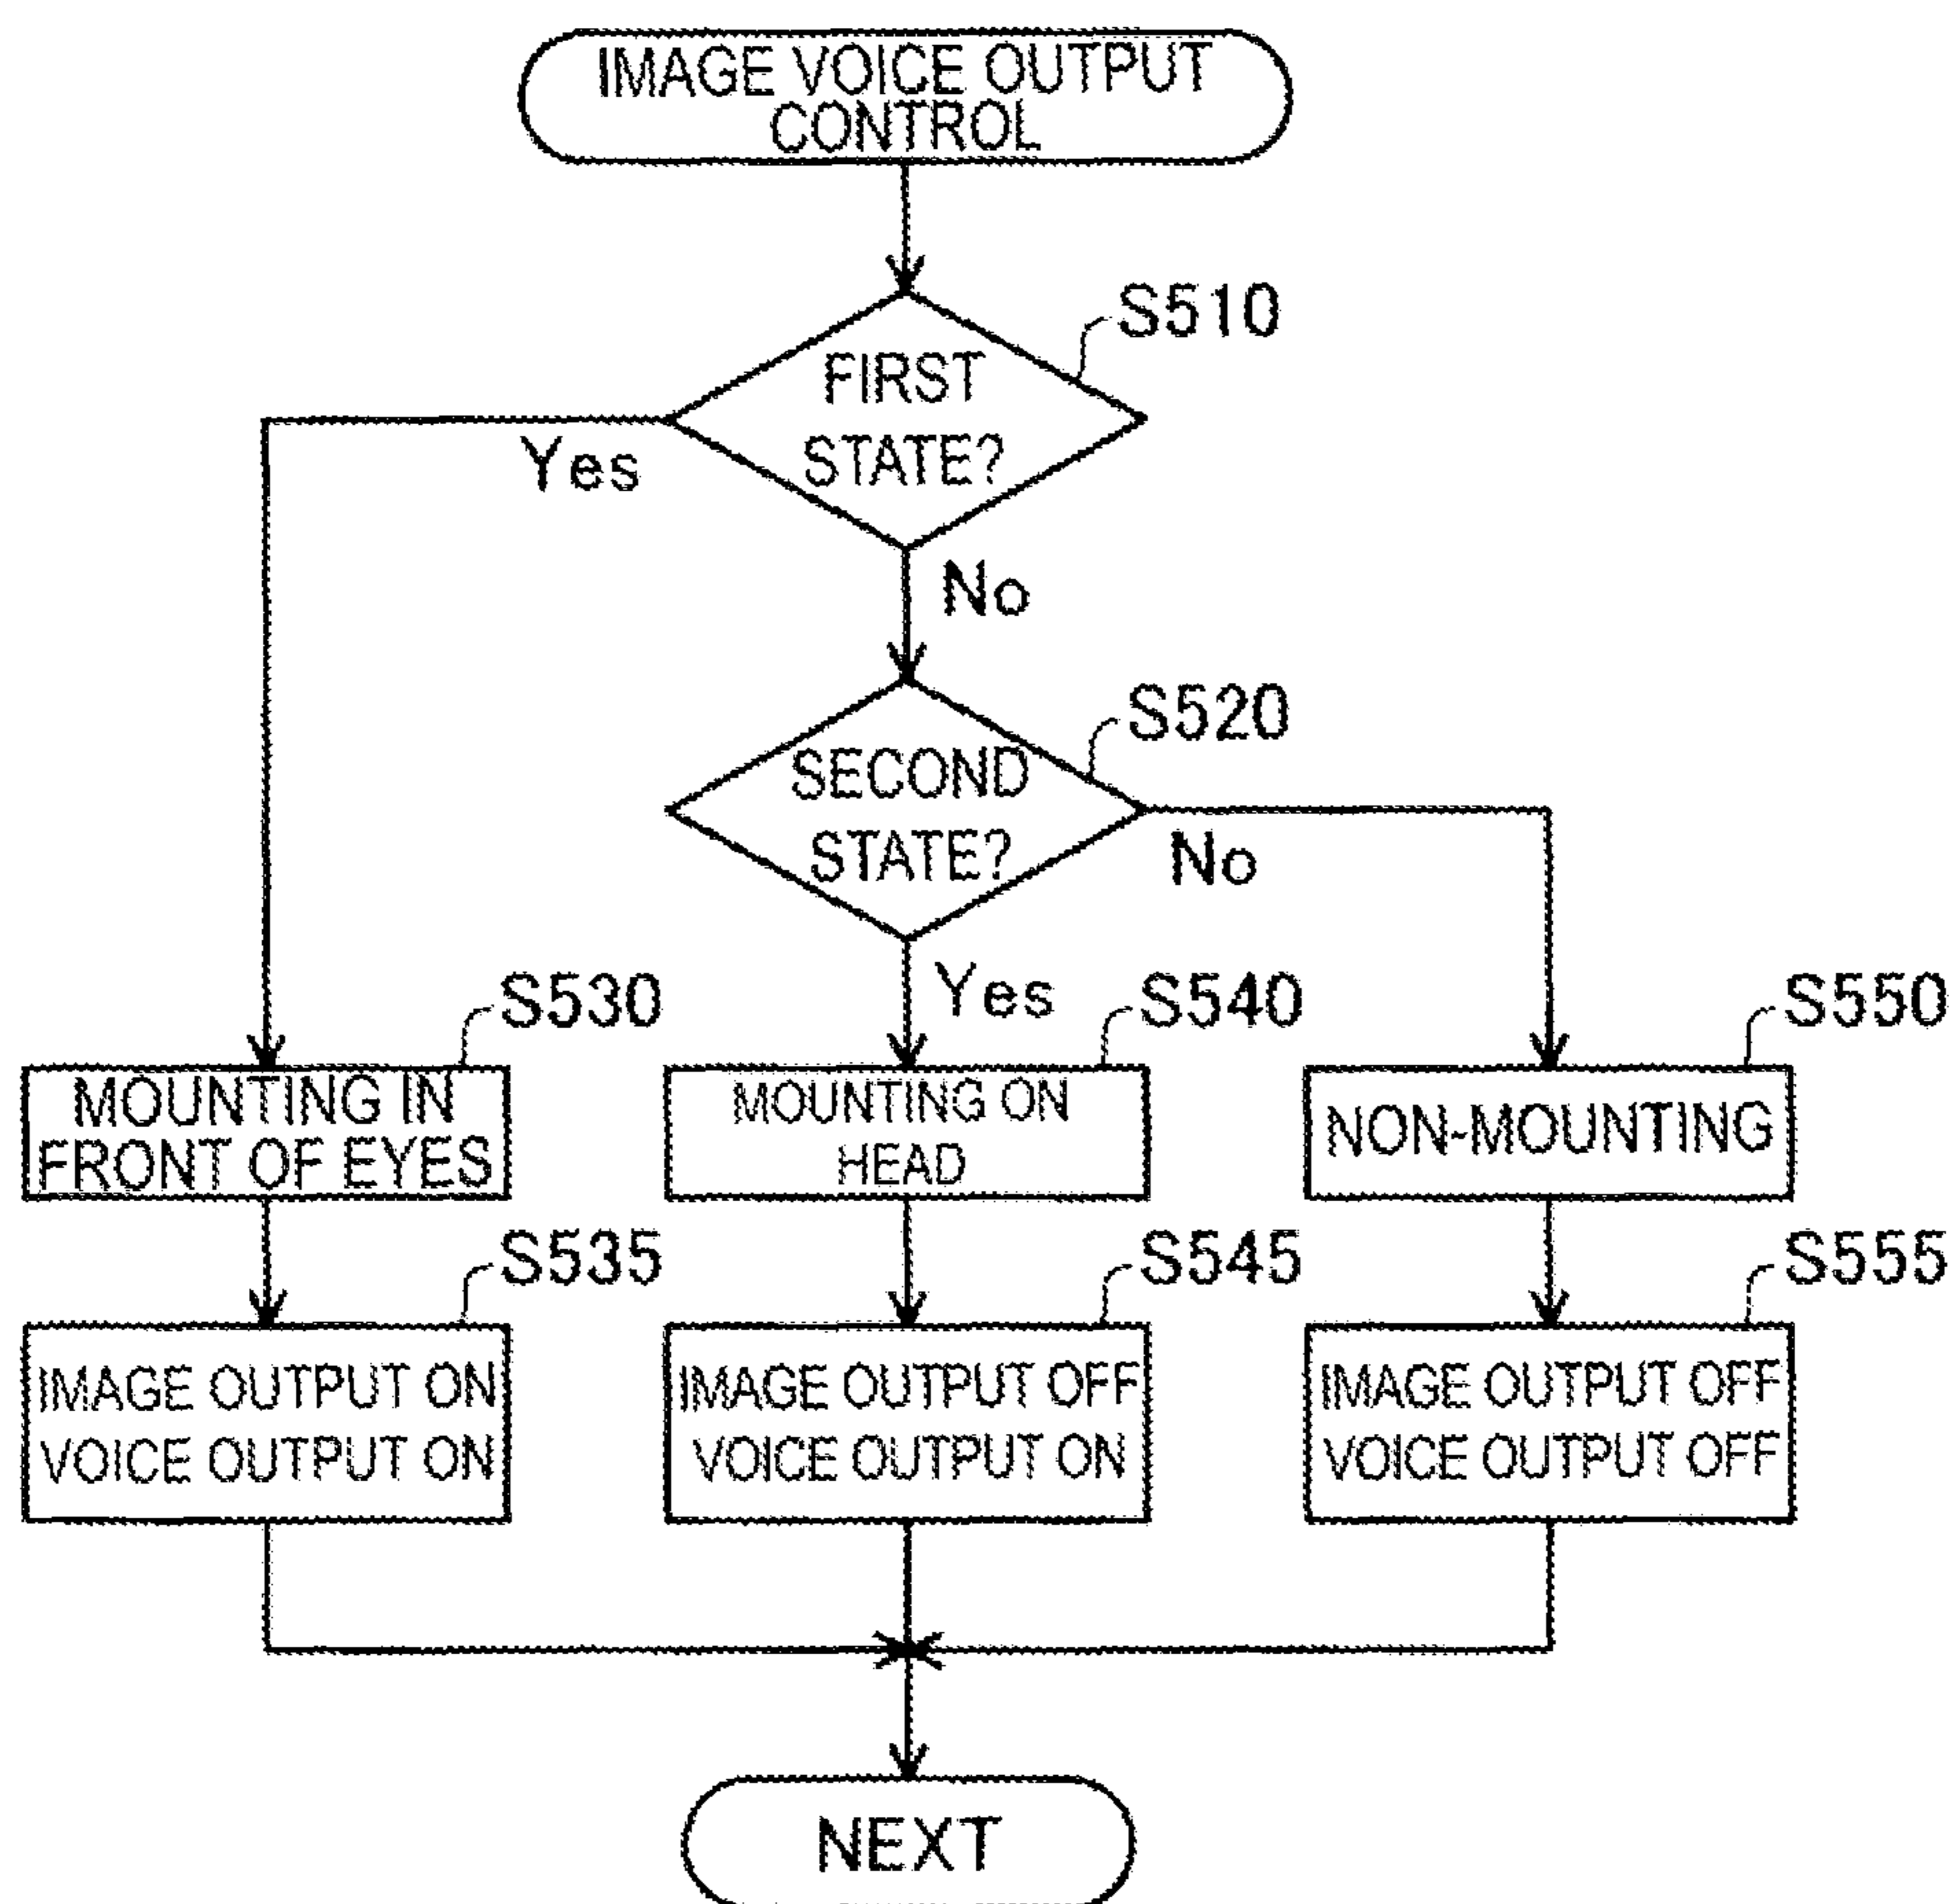 IMAGE VOICE OUTPUT
CONTROL
S510
FIRST
STATE?
Yes
No
S520
SECOND
STATE?
No
Yes
S530
MOUNTING IN
FRONT OF EYES
S540
MOUNTING ON
HEAD
S550
NON-MOUNTING
S535
IMAGE OUTPUT ON
VOICE OUTPUT ON
S545
IMAGE OUTPUT OFF
VOICE OUTPUT ON
S555
IMAGE OUTPUT OFF
VOICE OUTPUT OFF
NEXT